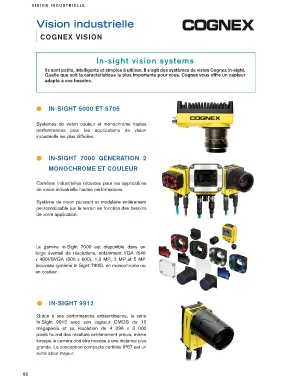 VISION INDUSTRIELLE
Vision industrielle
COGNEX VISION
COGNEX
In-sight vision systems
Ils sont petits, intelligents et simples à utiliser. Il s'agit des systèmes de vision Cognex In-sight.
Quelle que soit la caractéristique la plus importante pour vous, Cognex vous offre un capteur
adapté à vos besoins.
IN-SIGHT 5000 ET 5705
Systèmes de vision couleur et monochrome hautes
performances pour les applications de vision
industrielle les plus difficiles.
COGNEX
IN-SIGHT 7000 GENERATION 2
MONOCHROME ET COULEUR
Caméras industrielles robustes pour les applications
de vision industrielle hautes performances.
Système de vision puissant et modulaire entièrement
personnalisable sur le terrain en fonction des besoins
de votre application.
La gamme In-Sight 7000 est disponible dans un
large éventail de résolutions, notamment VGA (640
x 480)/SVGA (800 x 600), 1.3 MP, 2 MP et 5 MP
(nouveau système In-Sight 7905), en monochrome ou
en couleur.
IN-SIGHT 9912
Grâce à ses performances extraordinaires, la série
In-Sight 9912 avec son capteur CMOS de 12
mégapixels et sa résolution de 4 096 x 3 000
pixels fournit des résultats extrêmement précis, même
lorsque la caméra doit être montée à une distance plus
grande. La conception compacte certifiée IP67 est un
autre atout majeur.
62